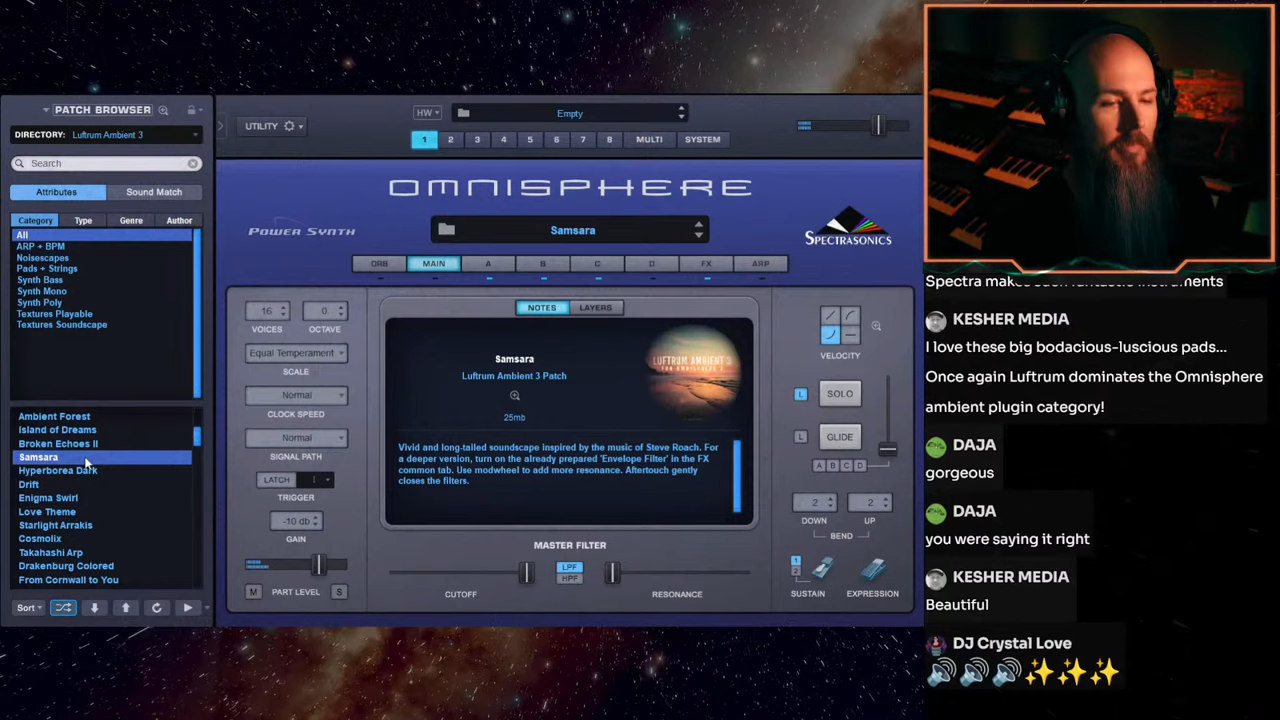 PATCH BROWSER
DIRECTORY: Luftrum Ambient 3
Search
Attributes
Sound Match
Category
Type
Genre
Author
All
ARP + BPM
Noisescapes
Pads + Strings
Synth Bass
Synth Mono
Synth Poly
Textures Playable
Textures Soundscape
Ambient Forest
Island of Dreams
Broken Echoes II
Samsara
Hyperborea Dark
Drift
Enigma Swirl
Love Theme
Starlight Arrakis
Cosmolix
Takahashi Arp
Drakenburg Colored
From Cornwall to You
Sort
UTILITY
HW
Empty
1 2 3 4 5 6 7 8 MULTI SYSTEM
OMNISPHERE
POWER SYNTH
Samsara
SPECTRASONICS
ORB MAIN A B C D FX ARP
16
0
VOICES
OCTAVE
Equal Temperament
SCALE
Normal
CLOCK SPEED
Normal
SIGNAL PATH
LATCH
TRIGGER
-10 db
GAIN
M PART LEVEL S
NOTES
LAYERS
Samsara
Luftrum Ambient 3 Patch
25mb
LUFTRUM AMBIENT 3
Vivid and long-tailed soundscape inspired by the music of Steve Roach. For
a deeper version, turn on the already prepared 'Envelope Filter' in the FX
common tab. Use modwheel to add more resonance. Aftertouch gently
closes the filters.
MASTER FILTER
LPF
HPF
CUTOFF
RESONANCE
VELOCITY
L SOLO
L GLIDE
A B C D
2
2
DOWN
UP
BEND
1
2
SUSTAIN
EXPRESSION
KESHER MEDIA
I love these big bodacious-luscious pads...
Once again Luftrum dominates the Omnisphere
ambient plugin category!
DAJA
gorgeous
DAJA
you were saying it right
KESHER MEDIA
Beautiful
DJ Crystal Love
🔊🔊🔊✨✨✨